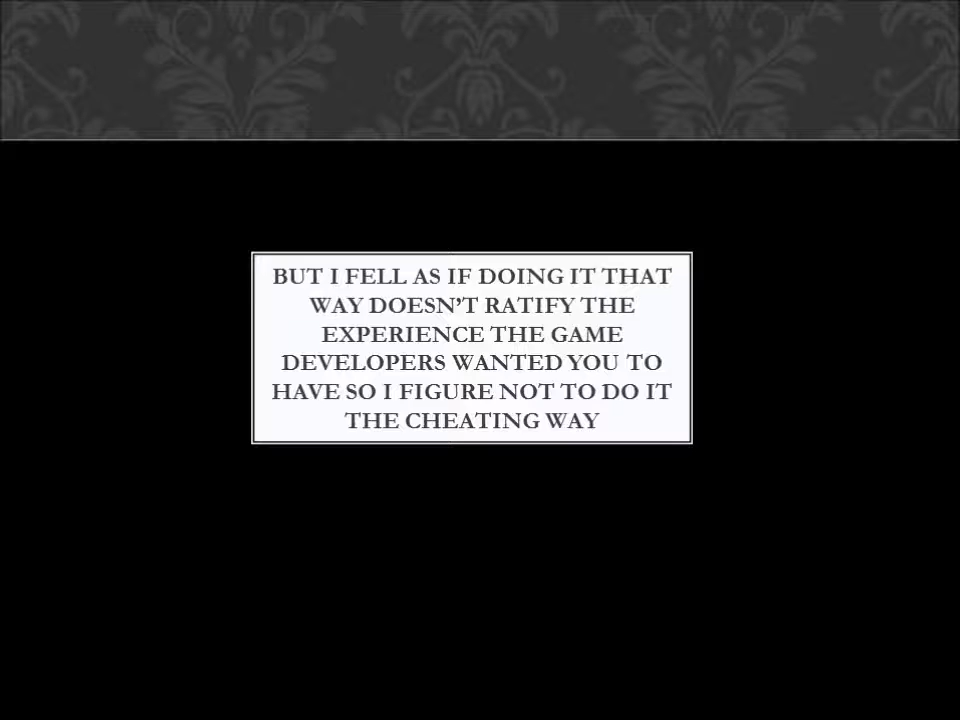 BUT I FELL AS IF DOING IT THAT
WAY DOESN'T RATIFY THE
EXPERIENCE THE GAME
DEVELOPERS WANTED YOU TO
HAVE SO I FIGURE NOT TO DO IT
THE CHEATING WAY